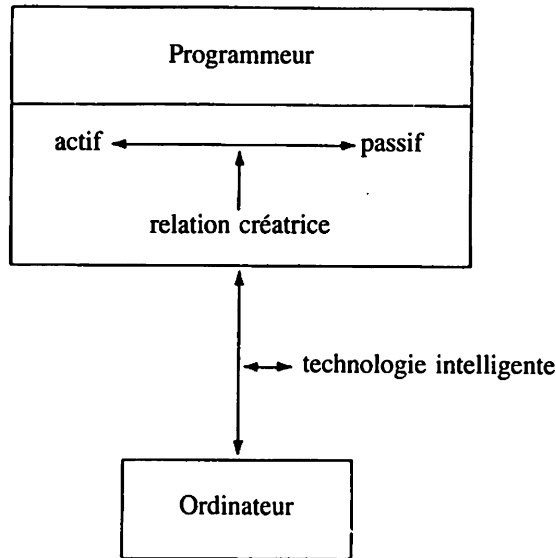 Programmeur
actif passif
relation créatrice
technologie intelligente
Ordinateur